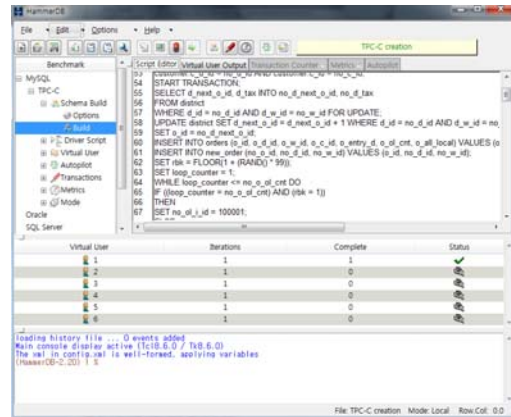 HammerDB
File Edit Options Help
TPC-C creation
Benchmark
MySQL
TPC-C
Schema Build
Options
Build
Driver Script
Virtual User
Autopilot
Transactions
Metrics
Mode
Oracle
SQL Server
Script Editor Virtual User Output Transaction Counter Metrics Autopilot
53 customer.c_d_id = no_d_id AND customer.c_id = no_c_id;
54 START TRANSACTION;
55 SELECT d_next_o_id, d_tax INTO no_d_next_o_id, no_d_tax
56 FROM district
57 WHERE d_id = no_d_id AND d_w_id = no_w_id FOR UPDATE;
58 UPDATE district SET d_next_o_id = d_next_o_id + 1 WHERE d_id = no_d_id AND d_w_id = no_
59 SET o_id = no_d_next_o_id;
60 INSERT INTO orders (o_id, o_d_id, o_w_id, o_c_id, o_entry_d, o_ol_cnt, o_all_local) VALUES (o
61 INSERT INTO new_order (no_o_id, no_d_id, no_w_id) VALUES (o_id, no_d_id, no_w_id);
62 SET rbk = FLOOR(1 + (RAND() * 99));
63 SET loop_counter = 1;
64 WHILE loop_counter <= no_o_ol_cnt DO
65 IF ((loop_counter = no_o_ol_cnt) AND (rbk = 1))
66 THEN
67 SET no_ol_i_id = 100001;
Virtual User Iterations Complete Status
1 1 1
2 1 0
3 1 0
4 1 0
5 1 0
6 1 0
loading history file ... 0 events added
Main console display active (Tcl8.6.0 / Tk8.6.0)
The xml in config.xml is well-formed, applying variables
(HammerDB-2.20) 1 %
File: TPC-C creation Mode: Local Row.Col: 0.0